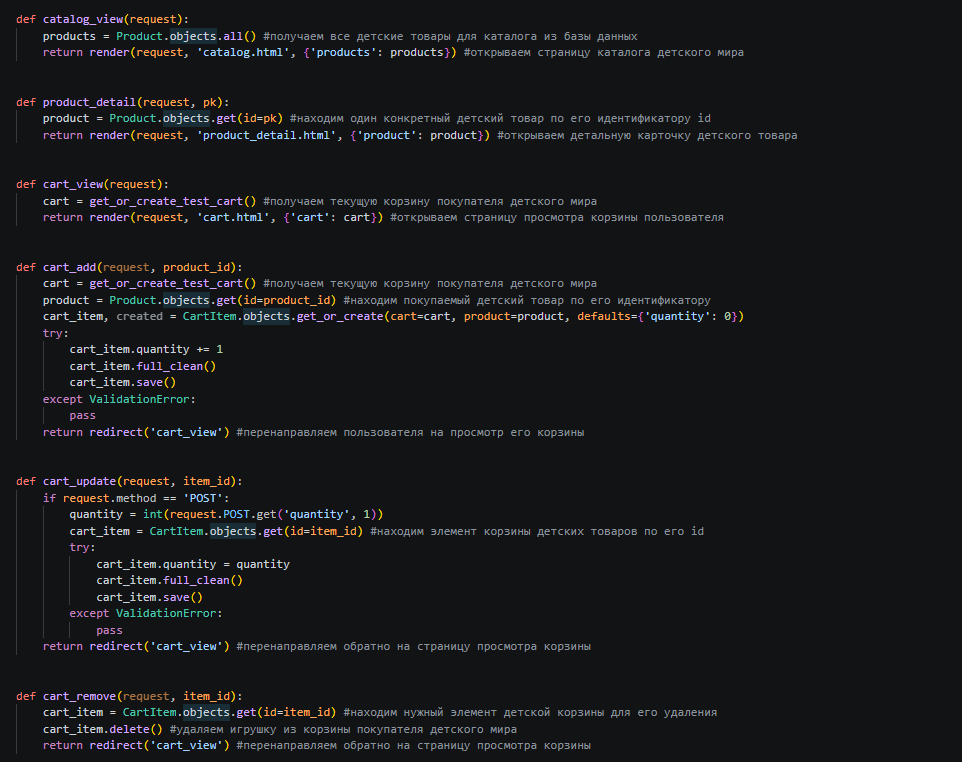 def catalog_view(request):
    products = Product.objects.all() #получаем все детские товары для каталога из базы данных
    return render(request, 'catalog.html', {'products': products}) #открываем страницу каталога детского мира
def product_detail(request, pk):
    product = Product.objects.get(id=pk) #находим один конкретный детский товар по его идентификатору id
    return render(request, 'product_detail.html', {'product': product}) #открываем детальную карточку детского товара
def cart_view(request):
    cart = get_or_create_test_cart() #получаем текущую корзину покупателя детского мира
    return render(request, 'cart.html', {'cart': cart}) #открываем страницу просмотра корзины пользователя
def cart_add(request, product_id):
    cart = get_or_create_test_cart() #получаем текущую корзину покупателя детского мира
    product = Product.objects.get(id=product_id) #находим покупаемый детский товар по его идентификатору
    cart_item, created = CartItem.objects.get_or_create(cart=cart, product=product, defaults={'quantity': 0})
    try:
        cart_item.quantity += 1
        cart_item.full_clean()
        cart_item.save()
    except ValidationError:
        pass
    return redirect('cart_view') #перенаправляем пользователя на просмотр его корзины
def cart_update(request, item_id):
    if request.method == 'POST':
        quantity = int(request.POST.get('quantity', 1))
        cart_item = CartItem.objects.get(id=item_id) #находим элемент корзины детских товаров по его id
        try:
            cart_item.quantity = quantity
            cart_item.full_clean()
            cart_item.save()
        except ValidationError:
            pass
    return redirect('cart_view') #перенаправляем обратно на страницу просмотра корзины
def cart_remove(request, item_id):
    cart_item = CartItem.objects.get(id=item_id) #находим нужный элемент детской корзины для его удаления
    cart_item.delete() #удаляем игрушку из корзины покупателя детского мира
    return redirect('cart_view') #перенаправляем обратно на страницу просмотра корзины